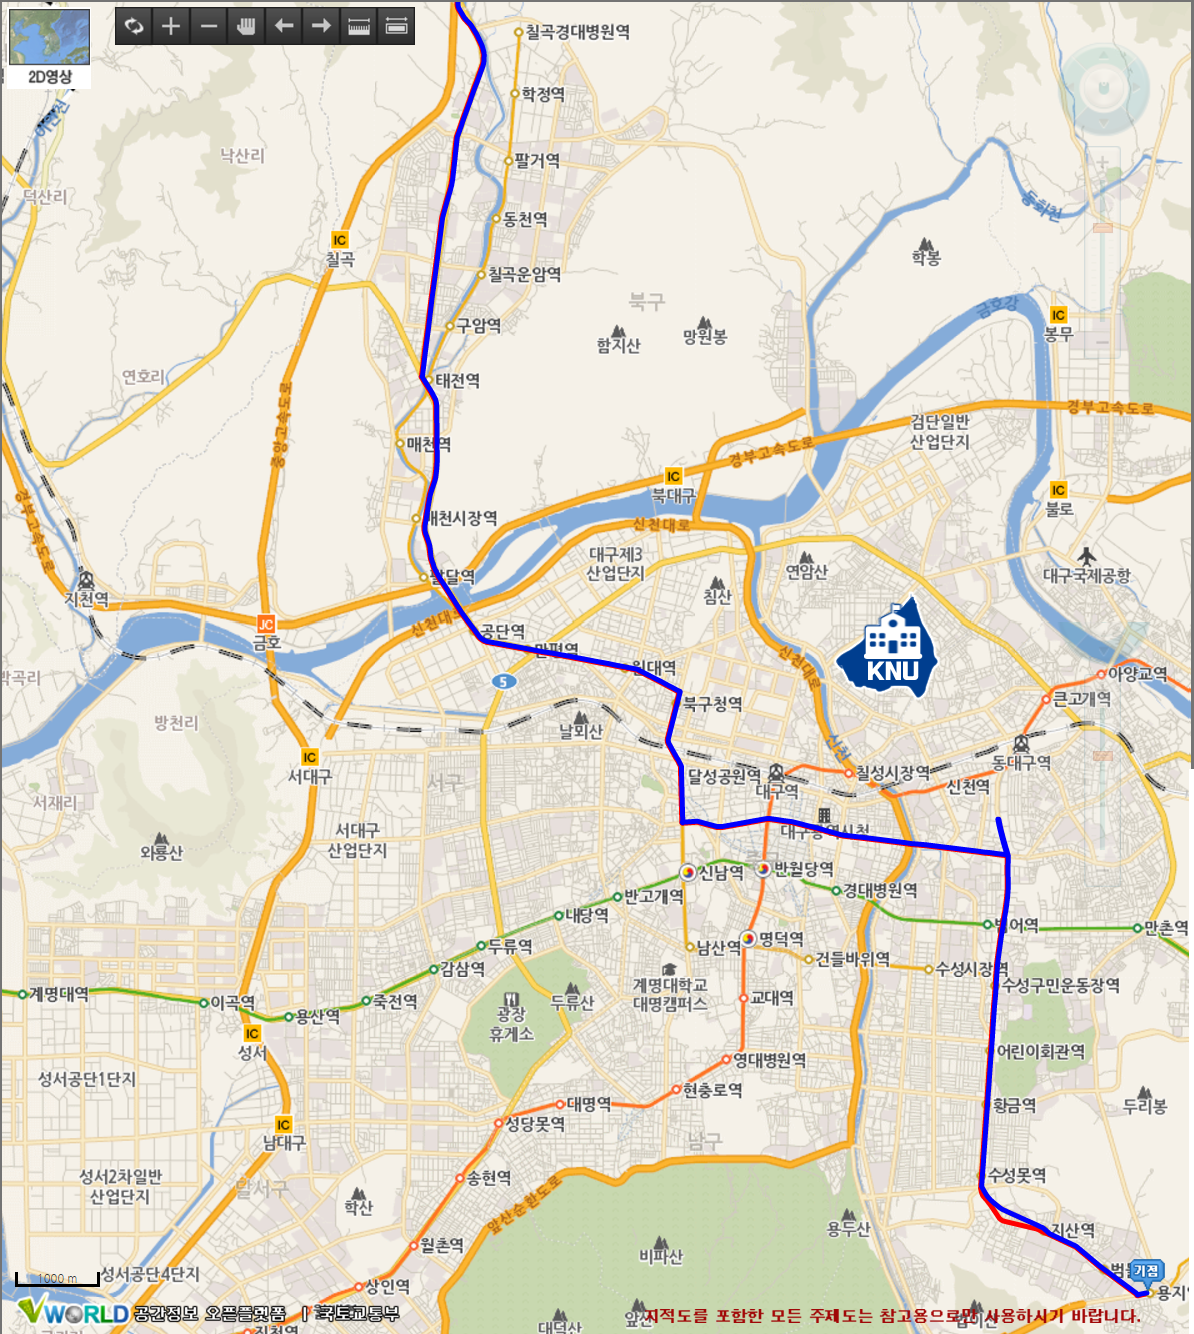 2D영상
칠곡경대병원역
이언천
학정역
낙산리
팔거역
덕산리
동화천
동천역
IC
칠곡
학봉
칠곡운암역
북구
금호강
IC
봉무
구암역
함지산
망원봉
연호리
태전역
중앙고속도로
경부고속도로
검단일반
산업단지
매천역
경부고속도로
IC
북대구
IC
불로
경부고속도로
매천시장역
신천대로
대구제3
산업단지
연암산
대구국제공항
지천역
팔달역
침산
JC
금호
신천대로
공단역
만평역
원대역
KNU
신천대로
아양교역
박곡리
5
북구청역
큰고개역
방천리
날뫼산
신천
동대구역
IC
서대구
서구
달성공원역
대구역
칠성시장역
신천역
서재리
서대구
산업단지
대구광역시청
와룡산
신남역
반월당역
반고개역
경대병원역
내당역
범어역
만촌역
두류역
남산역
명덕역
건들바위역
수성시장역
감삼역
계명대학교
대명캠퍼스
수성구민운동장역
계명대역
이곡역
죽전역
용산역
광장
휴게소
두류산
교대역
IC
성서
어린이회관역
영대병원역
성서공단1단지
현충로역
대명역
황금역
두리봉
IC
남대구
성당못역
남구
성서2차일반
산업단지
달서구
송현역
수성못역
학산
앞산순환도로
용두산
지산역
월촌역
비파산
기점
1000 m
성서공단4단지
상인역
VWORLD 공간정보 오픈플랫폼 | 국토교통부
지적도를 포함한 모든 주제도는 참고용으로만 사용하시기 바랍니다.
대덕산